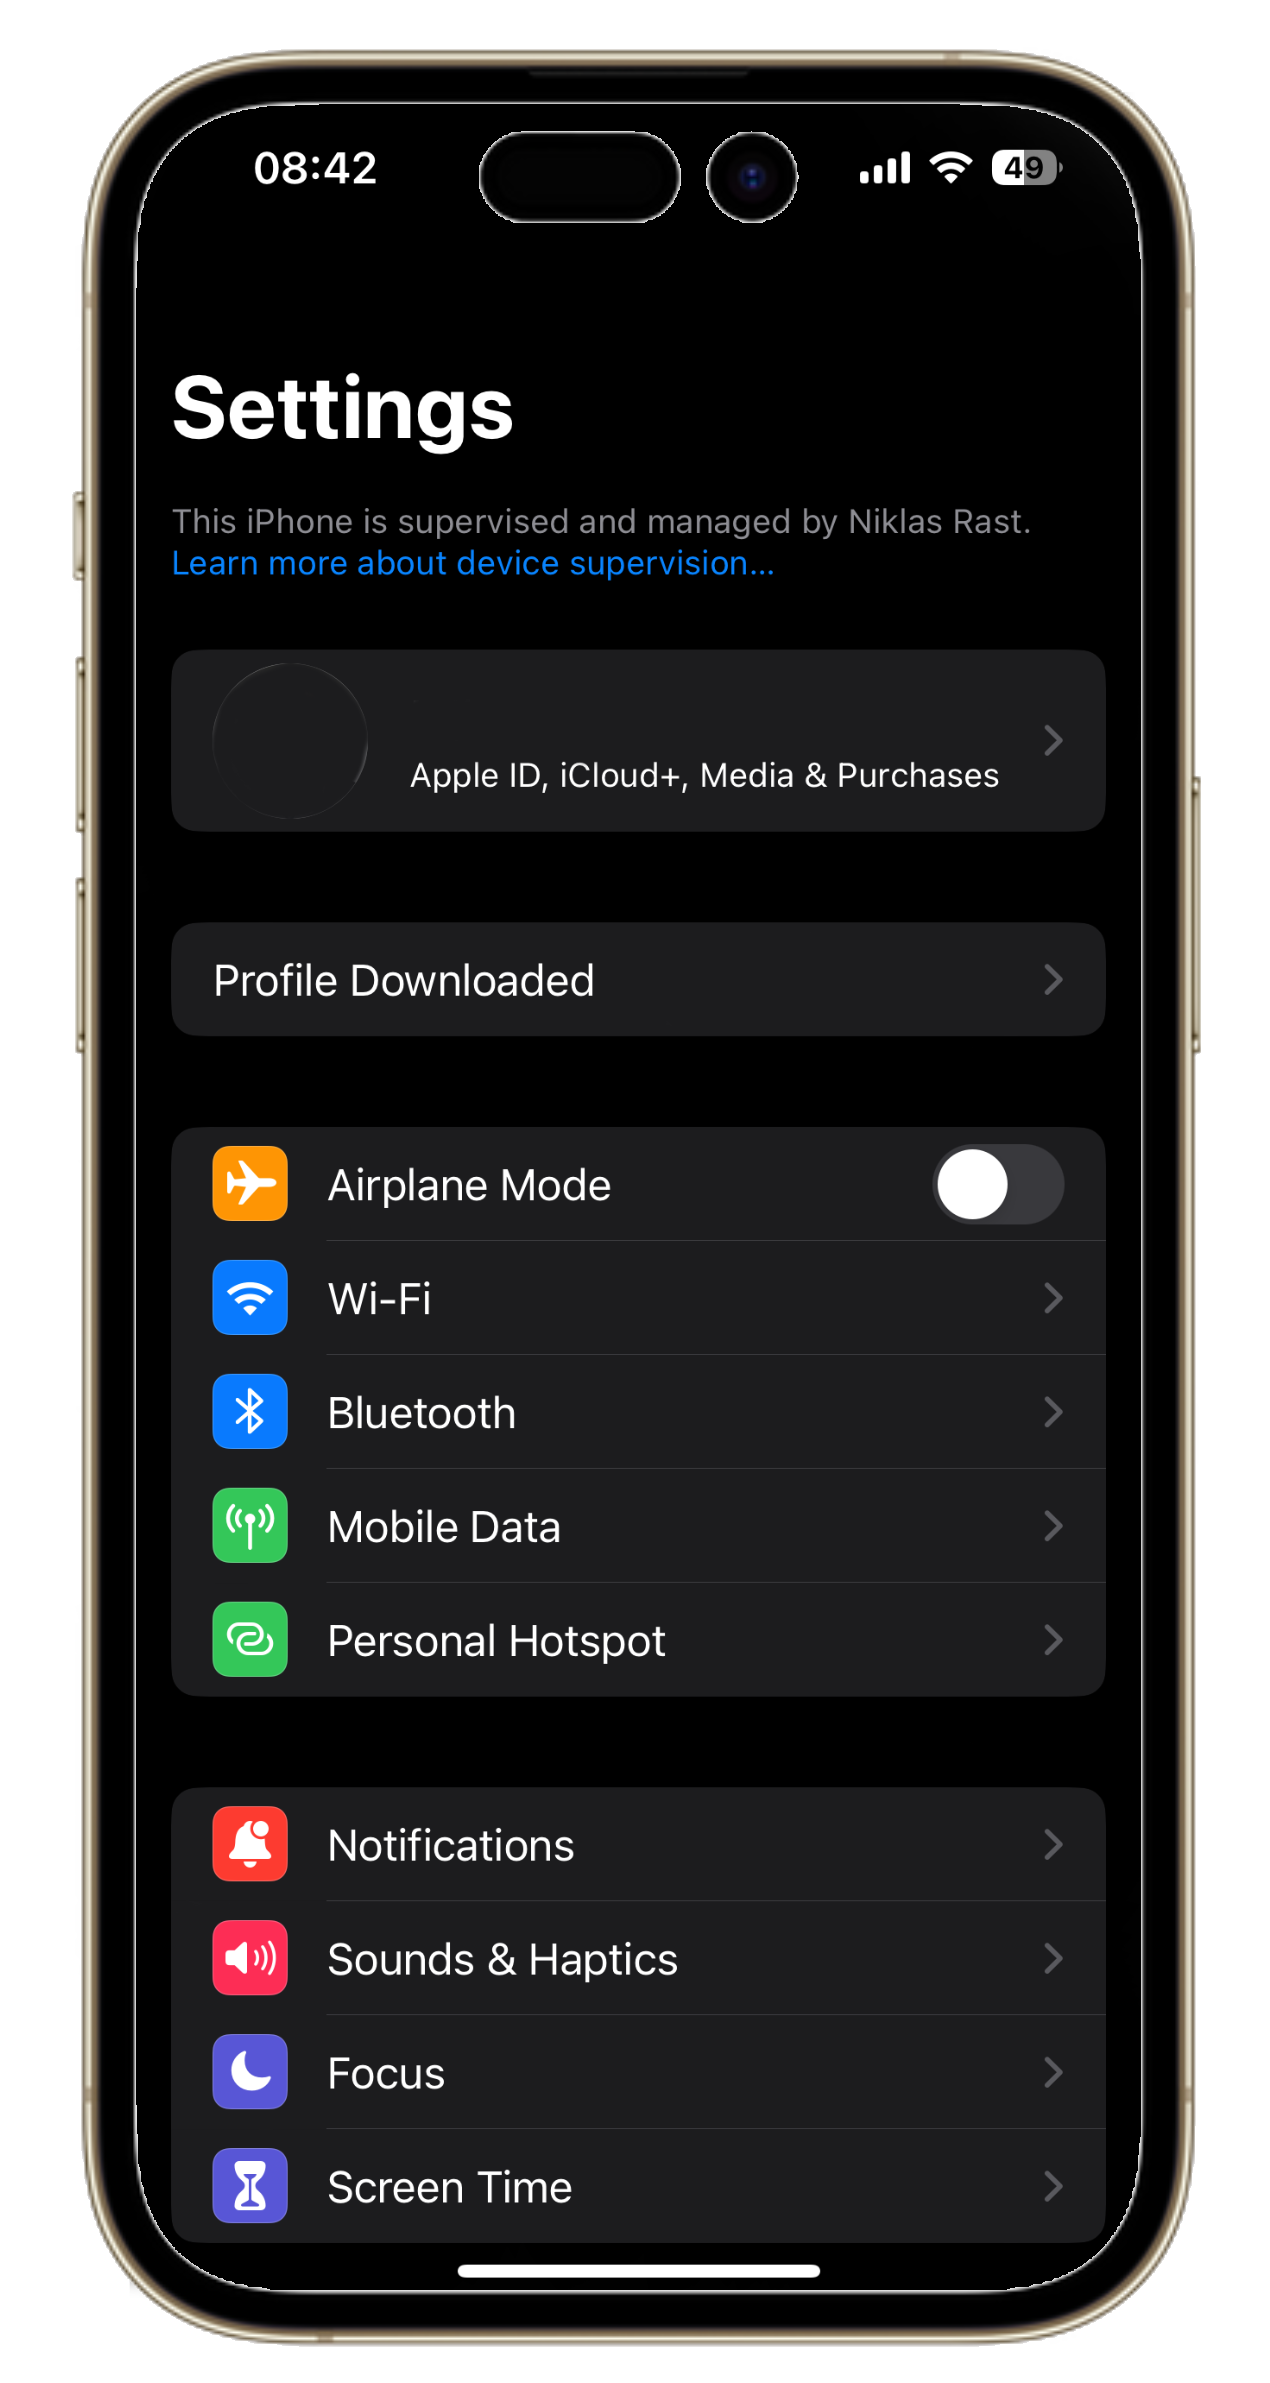 08:42
49
Settings
This iPhone is supervised and managed by Niklas Rast.
Learn more about device supervision...
Apple ID, iCloud+, Media & Purchases
Profile Downloaded
Airplane Mode
Wi-Fi
Bluetooth
Mobile Data
Personal Hotspot
Notifications
Sounds & Haptics
Focus
Screen Time